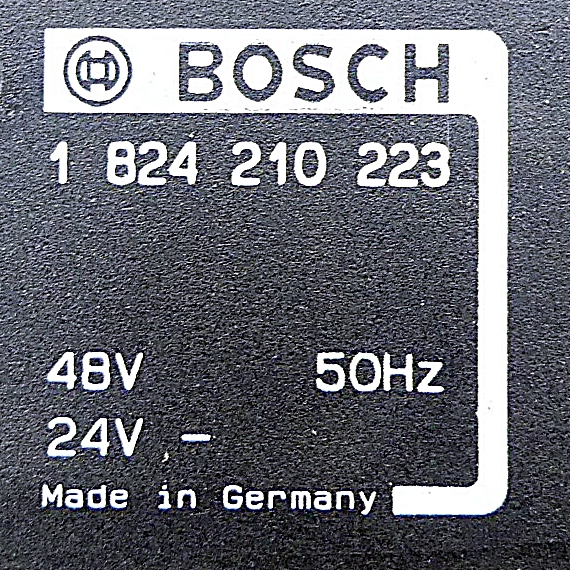 BOSCH
1 824 210 223
48V 50Hz
24V -
Made in Germany